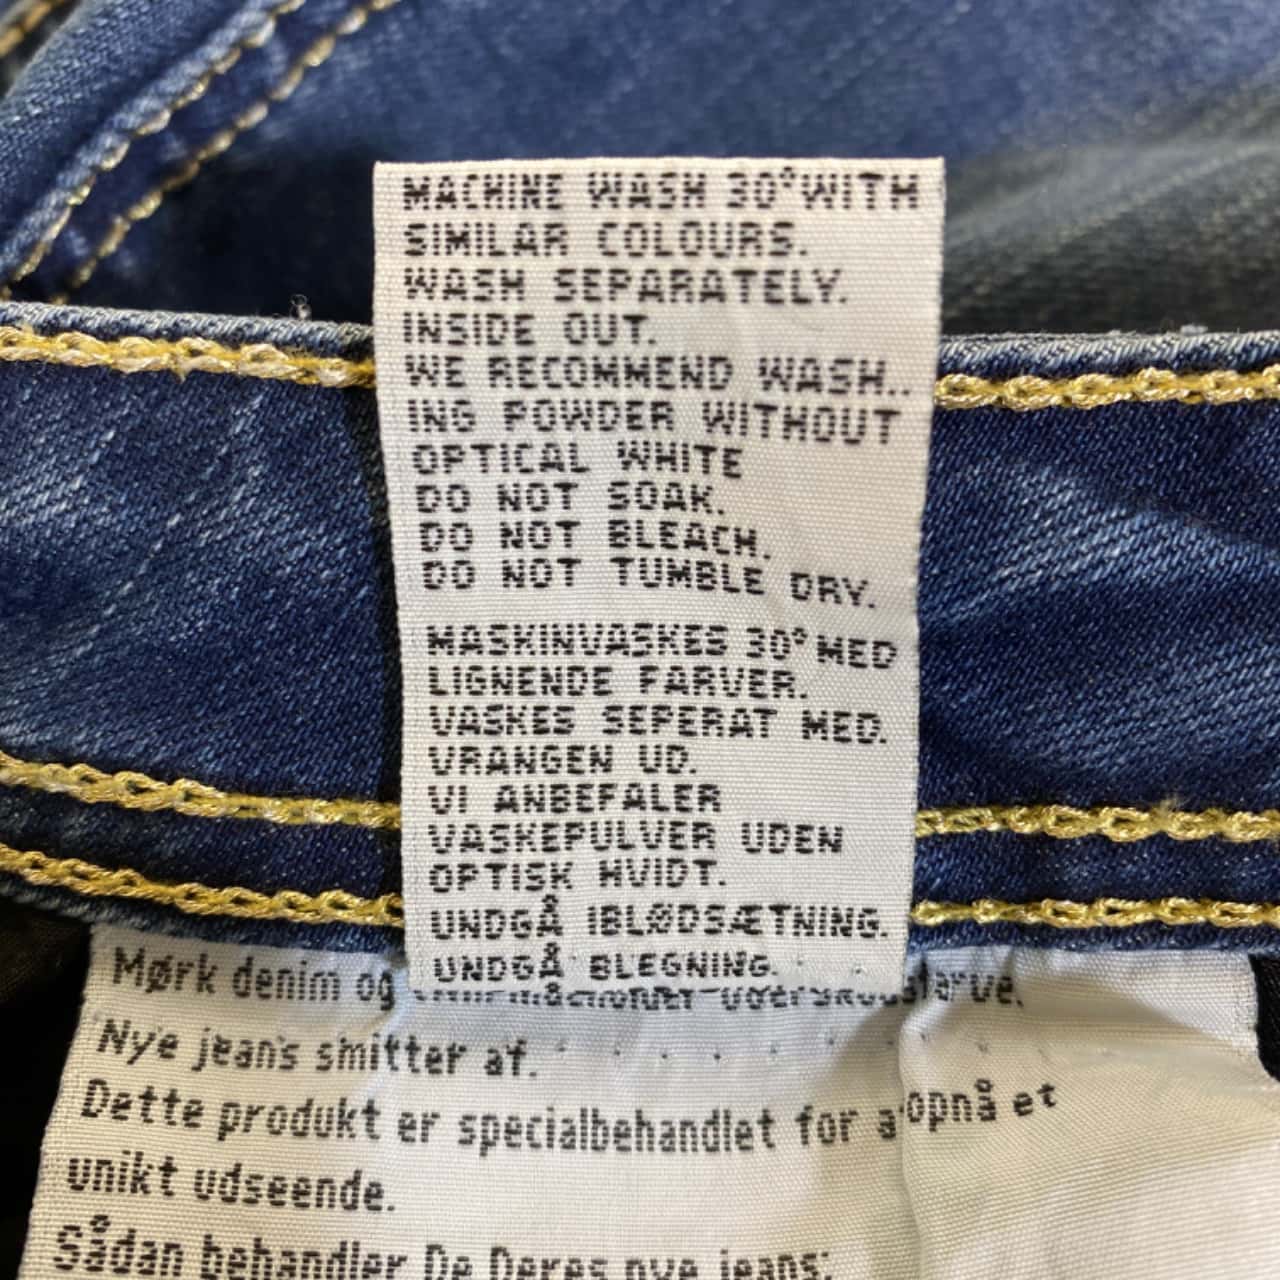 MACHINE WASH 30° WITH
SIMILAR COLOURS.
WASH SEPARATELY.
INSIDE OUT.
WE RECOMMEND WASH..
ING POWDER WITHOUT
OPTICAL WHITE
DO NOT SOAK.
DO NOT BLEACH.
DO NOT TUMBLE DRY.
MASKINVASKES 30° MED
LIGNENDE FARVER.
VASKES SEPERAT MED.
VRANGEN UD.
VI ANBEFALER
VASKEPULVER UDEN
OPTISK HVIDT.
UNDGÅ IBLØDSÆTNING.
UNDGÅ BLEGNING.
Mørk denim og
Nye jeans smitter af.
Dette produkt er specialbehandlet for a opnå et
unikt udseende.
Sådan behandler De Deres nye jeans: